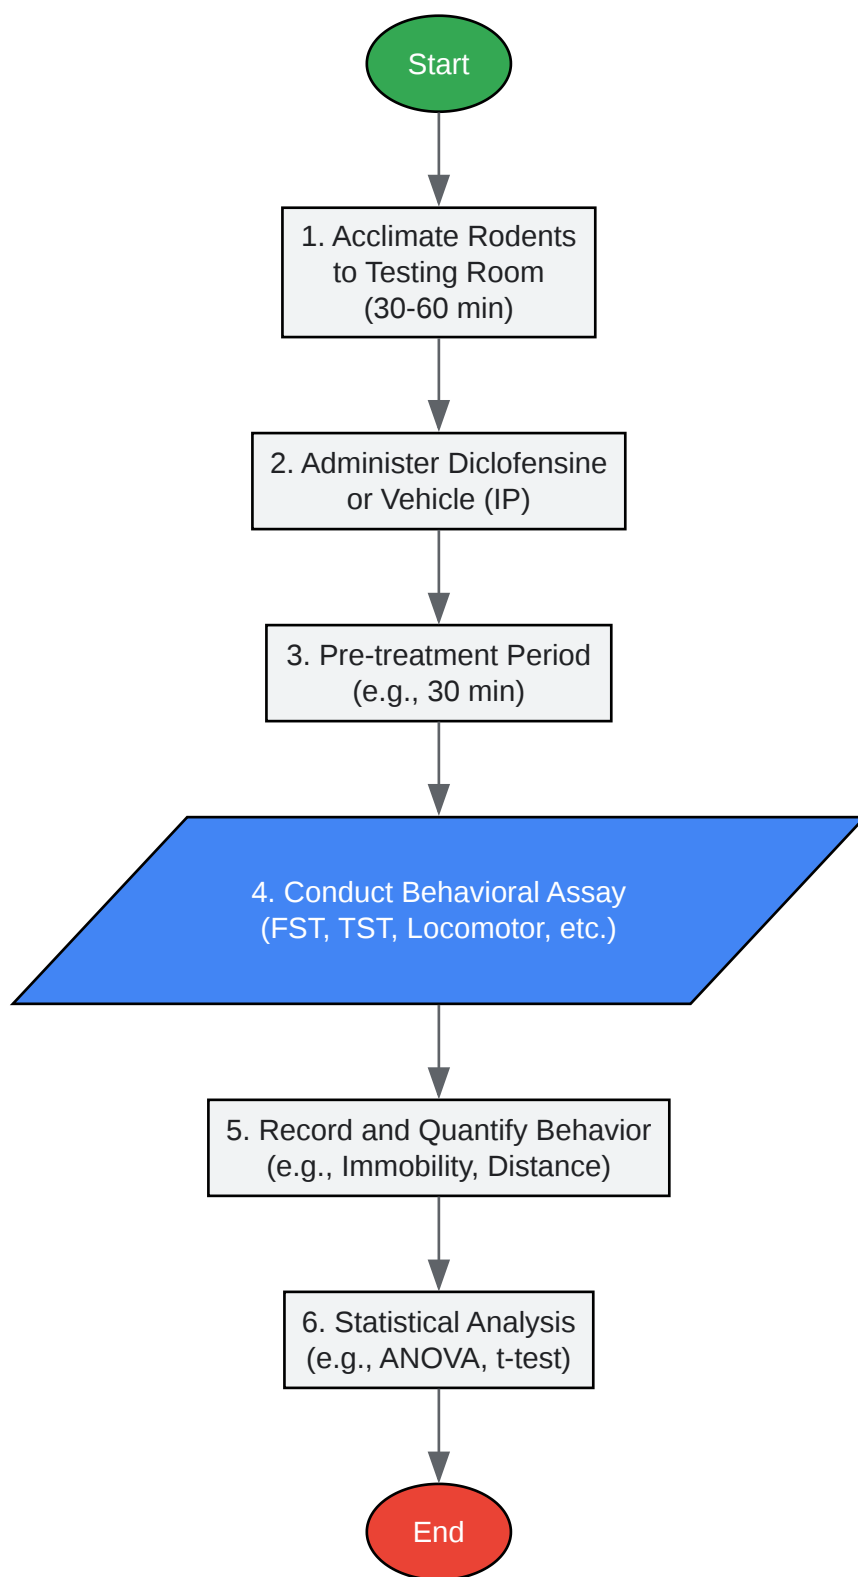 Start
1. Acclimate Rodents
to Testing Room
(30-60 min)
2. Administer Diclofensine
or Vehicle (IP)
3. Pre-treatment Period
(e.g., 30 min)
4. Conduct Behavioral Assay
(FST, TST, Locomotor, etc.)
5. Record and Quantify Behavior
(e.g., Immobility, Distance)
6. Statistical Analysis
(e.g., ANOVA, t-test)
End